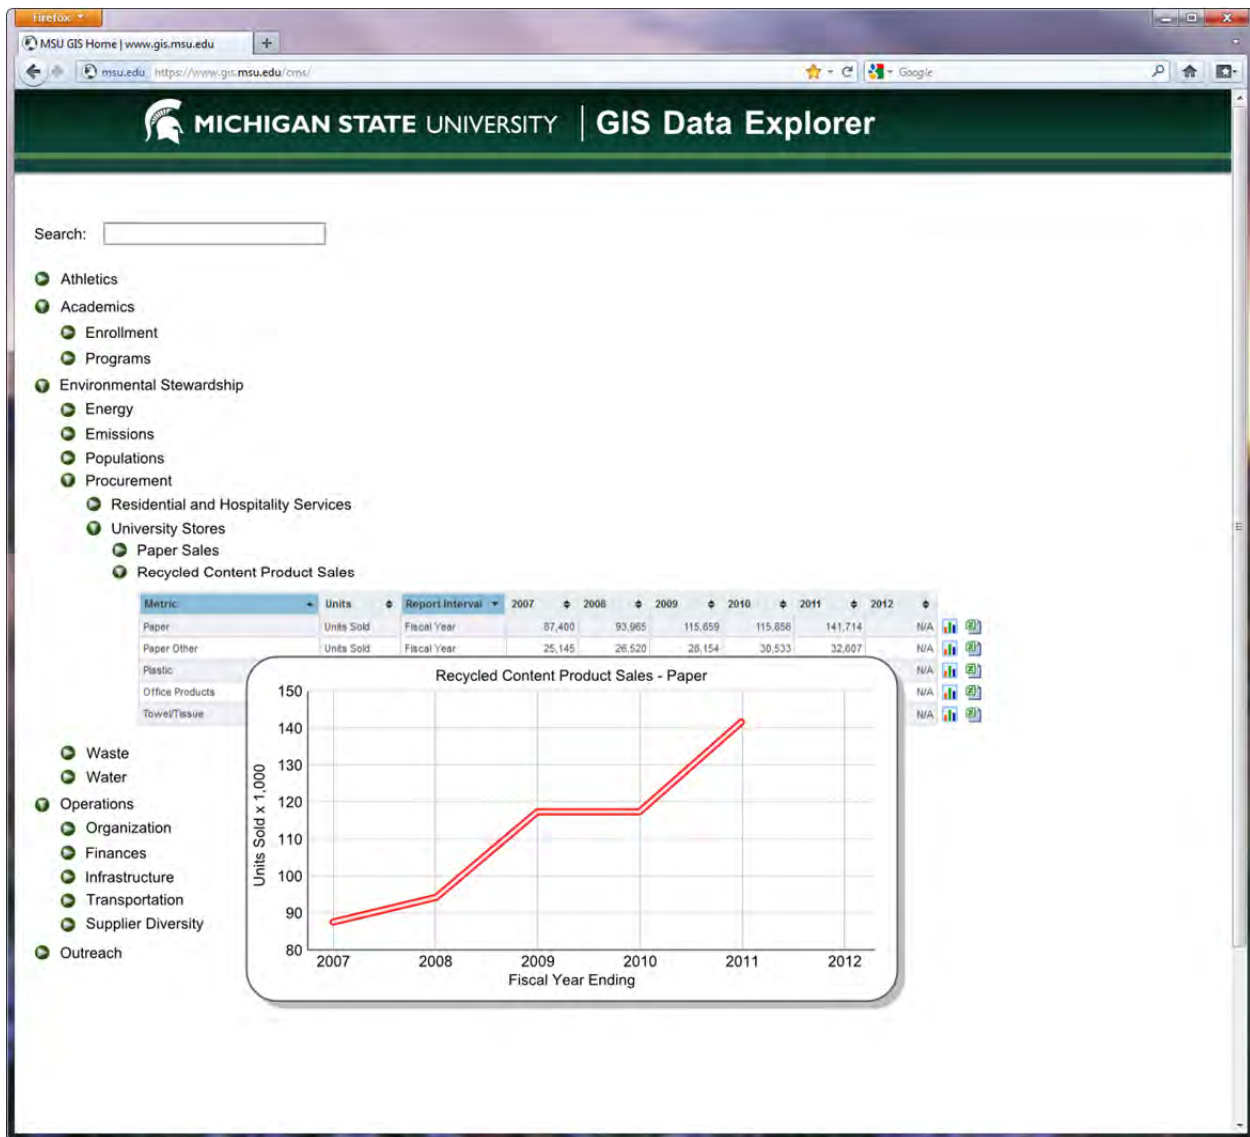 Firefox
MSU GIS Home | www.gis.msu.edu
msu.edu https://www.gis.msu.edu/cms/ Google
MICHIGAN STATE UNIVERSITY GIS Data Explorer
Search:
Athletics
Academics
Enrollment
Programs
Environmental Stewardship
Energy
Emissions
Populations
Procurement
Residential and Hospitality Services
University Stores
Paper Sales
Recycled Content Product Sales
Metric Units Report Interval 2007 2008 2009 2010 2011 2012
Paper Units Sold Fiscal Year 87,400 93,965 115,859 115,856 141,714 N/A
Paper Other Units Sold Fiscal Year 25,145 26,520 28,154 30,533 32,607 N/A
Plastic N/A
Office Products N/A
Towel/Tissue N/A
Recycled Content Product Sales - Paper
150
140
130
120
110
100
90
80
Units Sold x 1,000
2007 2008 2009 2010 2011 2012
Fiscal Year Ending
Waste
Water
Operations
Organization
Finances
Infrastructure
Transportation
Supplier Diversity
Outreach